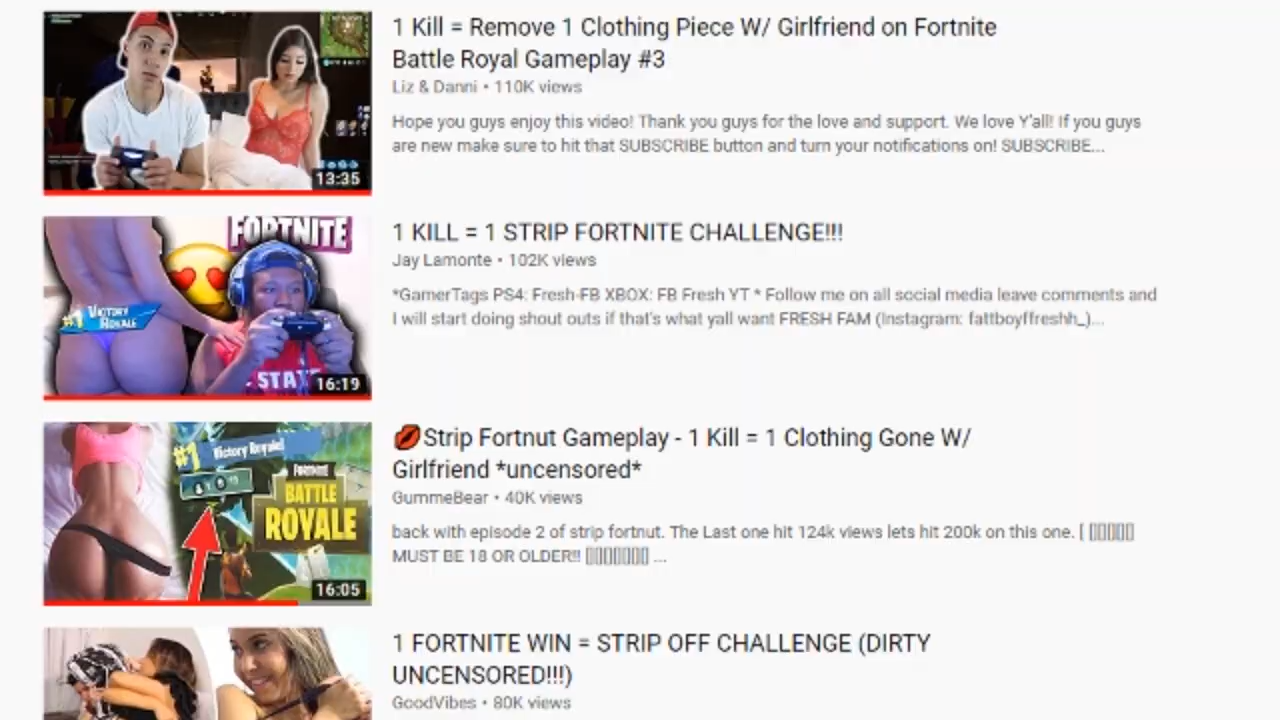 1 Kill = Remove 1 Clothing Piece W/ Girlfriend on Fortnite
Battle Royal Gameplay #3
Liz & Danni • 110K views
Hope you guys enjoy this video! Thank you guys for the love and support. We love Y'all! If you guys
are new make sure to hit that SUBSCRIBE button and turn your notifications on! SUBSCRIBE...
13:35
FORTNITE
#1 VICTORY
ROYALE
STATE
16:19
1 KILL = 1 STRIP FORTNITE CHALLENGE!!!
Jay Lamonte • 102K views
*GamerTags PS4: Fresh-FB XBOX: FB Fresh YT * Follow me on all social media leave comments and
I will start doing shout outs if that's what yall want FRESH FAM (Instagram: fattboyffreshh_)...
#1 Victory Royale!
FORTNITE
BATTLE
ROYALE
16:05
💋Strip Fortnut Gameplay - 1 Kill = 1 Clothing Gone W/
Girlfriend *uncensored*
GummeBear • 40K views
back with episode 2 of strip fortnut. The Last one hit 124k views lets hit 200k on this one. [ ▯▯▯▯▯
MUST BE 18 OR OLDER!! ▯▯▯▯▯▯▯ ...
1 FORTNITE WIN = STRIP OFF CHALLENGE (DIRTY
UNCENSORED!!!)
GoodVibes • 80K views